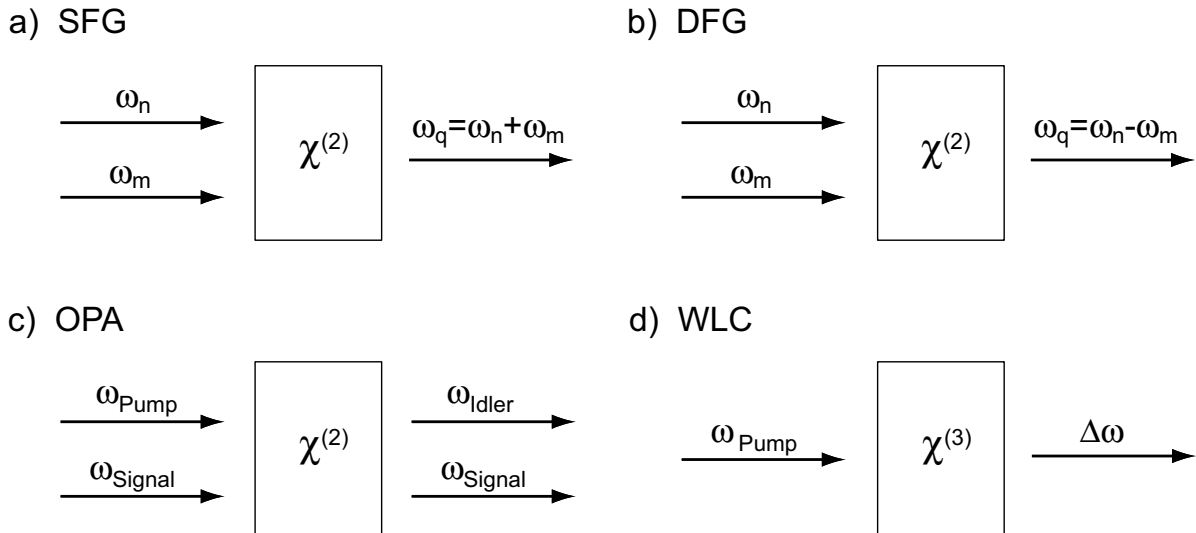 a) SFG
ωn
ωm
χ(2)
ωq=ωn+ωm
b) DFG
ωn
ωm
χ(2)
ωq=ωn-ωm
c) OPA
ωPump
ωSignal
χ(2)
ωIdler
ωSignal
d) WLC
ωPump
χ(3)
Δω